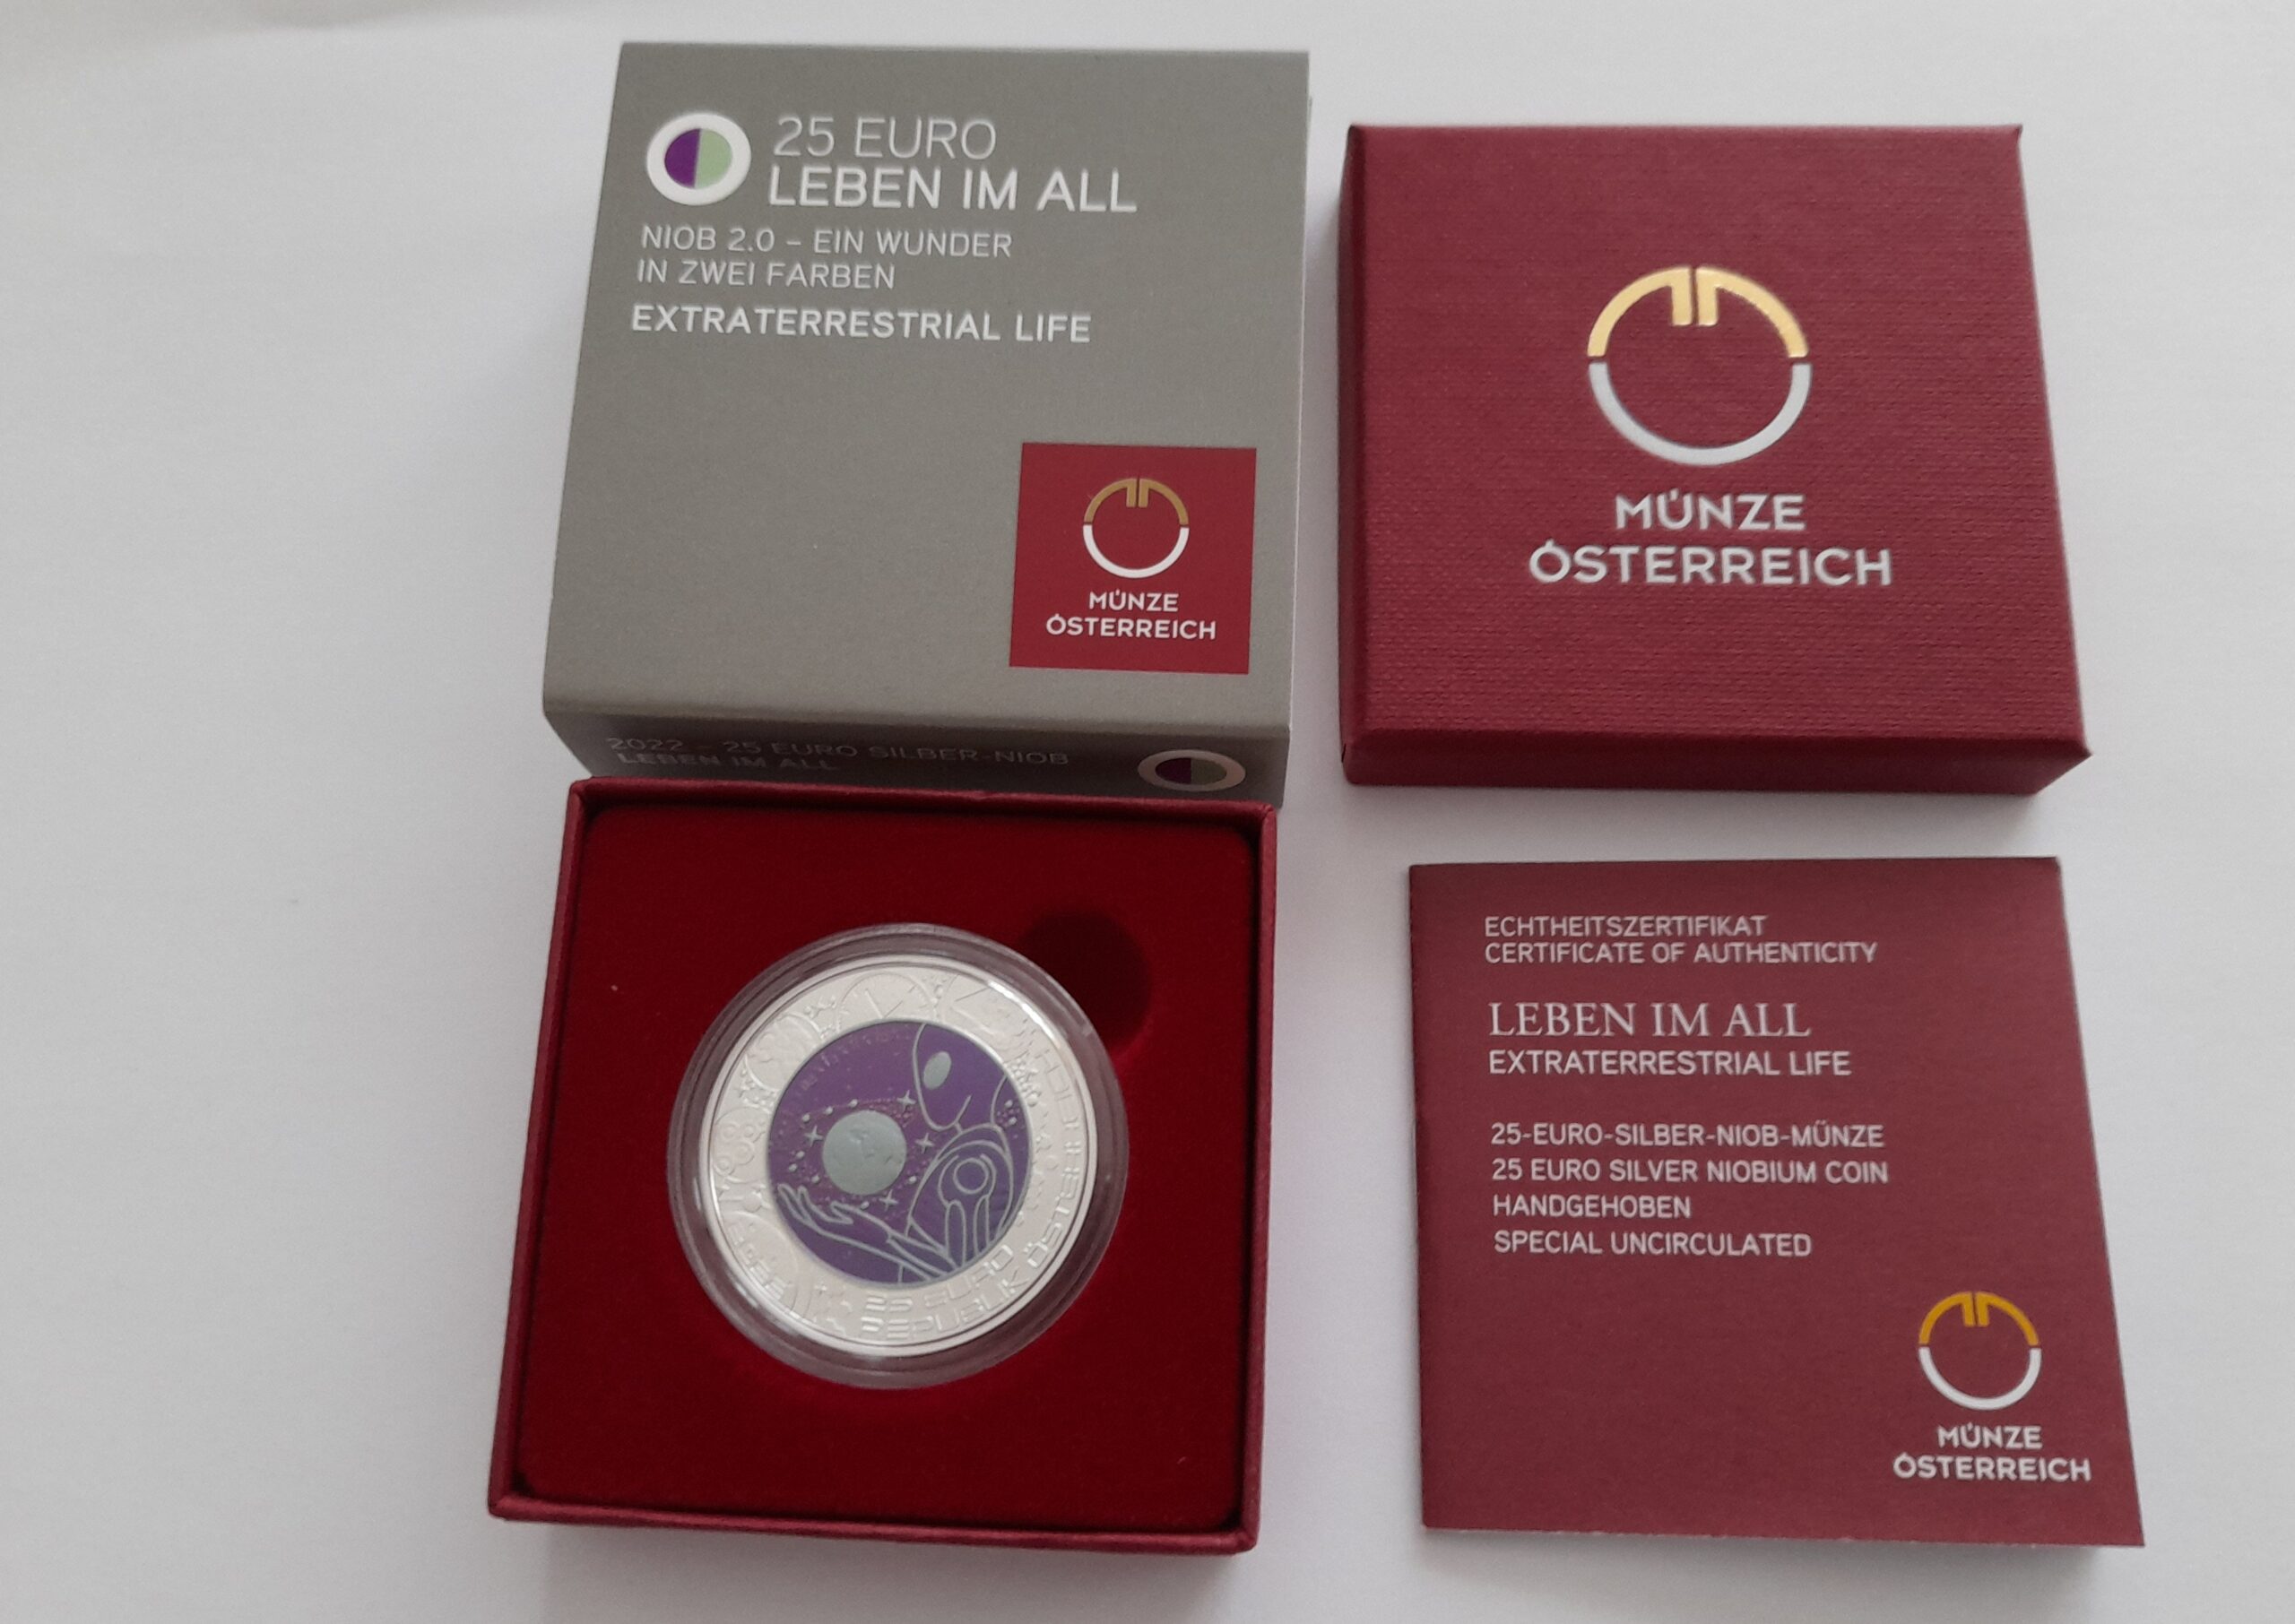 25 EURO
LEBEN IM ALL
NIOB 2.0 – EIN WUNDER
IN ZWEI FARBEN
EXTRATERRESTRIAL LIFE
MÜNZE
ÖSTERREICH
2022 – 25 EURO SILBER-NIOB
LEBEN IM ALL
MÜNZE
ÖSTERREICH
25 EURO
REPUBLIK ÖSTERREICH
ECHTHEITSZERTIFIKAT
CERTIFICATE OF AUTHENTICITY
LEBEN IM ALL
EXTRATERRESTRIAL LIFE
25-EURO-SILBER-NIOB-MÜNZE
25 EURO SILVER NIOBIUM COIN
HANDGEHOBEN
SPECIAL UNCIRCULATED
MÜNZE
ÖSTERREICH